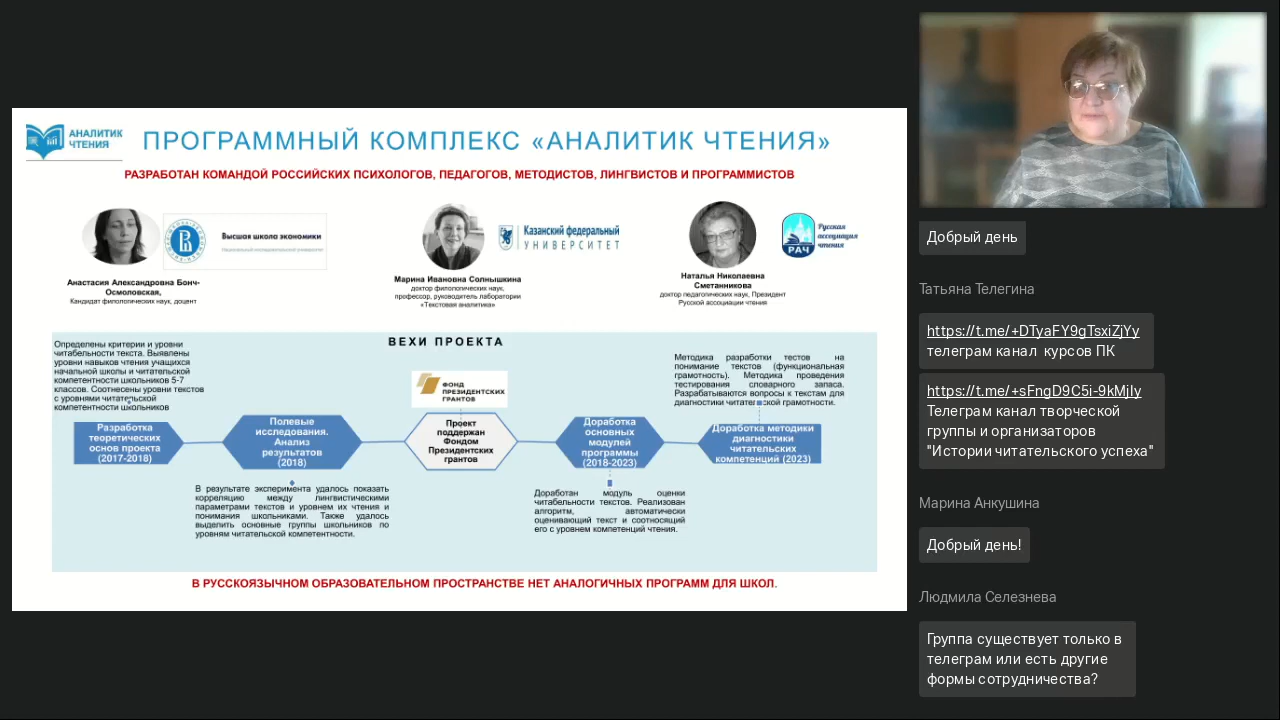 АНАЛИТИК
ЧТЕНИЯ
ПРОГРАММНЫЙ КОМПЛЕКС «АНАЛИТИК ЧТЕНИЯ»
РАЗРАБОТАН КОМАНДОЙ РОССИЙСКИХ ПСИХОЛОГОВ, ПЕДАГОГОВ, МЕТОДИСТОВ, ЛИНГВИСТОВ И ПРОГРАММИСТОВ
Высшая школа экономики
Национальный исследовательский университет
Анастасия Александровна Бонч-
Осмоловская,
Кандидат филологических наук, доцент
Казанский федеральный
УНИВЕРСИТЕТ
Марина Ивановна Солнышкина
доктор филологических наук,
профессор, руководитель лаборатории
«Текстовая аналитика»
РАЧ
Русская
ассоциация
чтения
Наталья Николаевна
Сметанникова
доктор педагогических наук, Президент
Русской ассоциации чтения
ВЕХИ ПРОЕКТА
Определены критерии и уровни
читабельности текста. Выявлены
уровни навыков чтения учащихся
начальной школы и читательской
компетентности школьников 5-7
классов. Соотнесены уровни текстов
с уровнями читательской
компетентности школьников
Разработка
теоретических
основ проекта
(2017-2018)
Полевые
исследования.
Анализ
результатов
(2018)
В результате эксперимента удалось показать
корреляцию между лингвистическими
параметрами текстов и уровнем их чтения и
понимания школьниками. Также удалось
выделить основные группы школьников по
уровням читательской компетентности.
ФОНД
ПРЕЗИДЕНТСКИХ
ГРАНТОВ
Проект
поддержан
Фондом
Президентских
грантов
Доработка
основных
модулей
программы
(2018-2023)
Доработан модуль оценки
читабельности текстов. Реализован
алгоритм, автоматически
оценивающий текст и соотносящий
его с уровнем компетенций чтения.
Методика разработки тестов на
понимание текстов (функциональная
грамотность). Методика проведения
тестирования словарного запаса.
Разрабатываются вопросы к текстам для
диагностики читательской грамотности.
Доработка методики
диагностики
читательских
компетенций (2023)
В РУССКОЯЗЫЧНОМ ОБРАЗОВАТЕЛЬНОМ ПРОСТРАНСТВЕ НЕТ АНАЛОГИЧНЫХ ПРОГРАММ ДЛЯ ШКОЛ.
Добрый день
Татьяна Телегина
https://t.me/+DTyaFY9gTsxiZjYy
телеграм канал курсов ПК
https://t.me/+sFngD9C5i-9kMjIy
Телеграм канал творческой
группы и организаторов
"Истории читательского успеха"
Марина Анкушина
Добрый день!
Людмила Селезнева
Группа существует только в
телеграм или есть другие
формы сотрудничества?